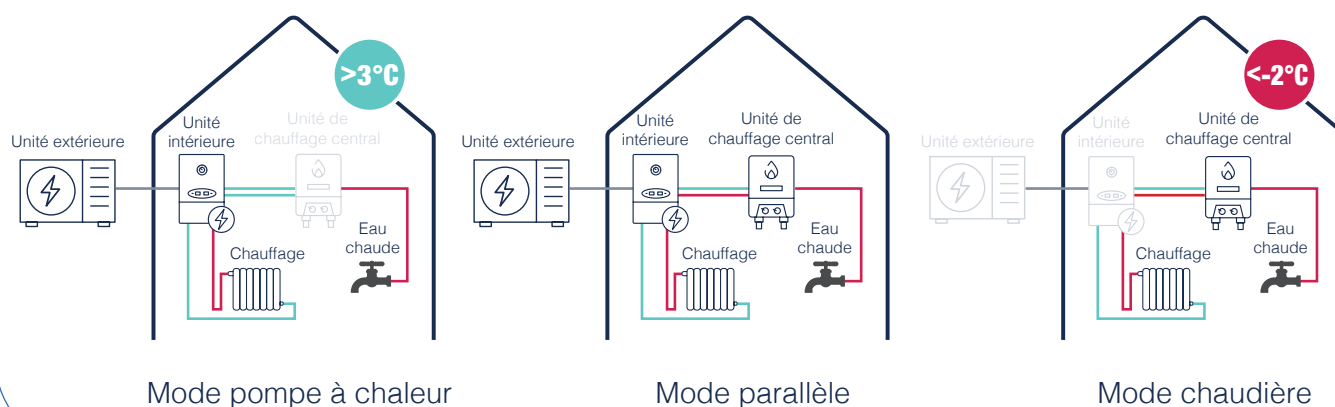 >3°C
Unité extérieure
Unité
intérieure
Unité de
chauffage central
Chauffage
Eau
chaude
Mode pompe à chaleur
Unité extérieure
Unité
intérieure
Unité de
chauffage central
Chauffage
Eau
chaude
Mode parallèle
<-2°C
Unité extérieure
Unité
intérieure
Unité de
chauffage central
Chauffage
Eau
chaude
Mode chaudière